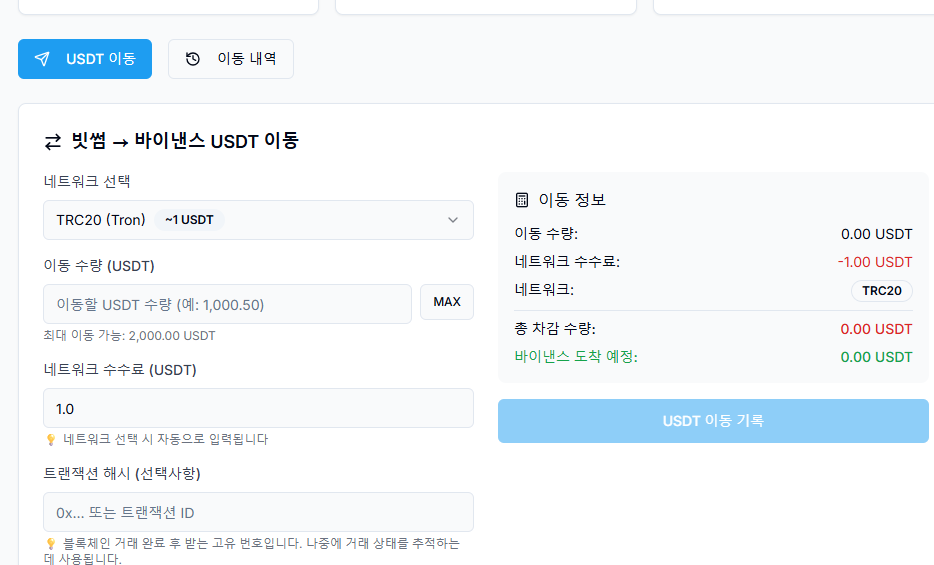 USDT 이동
이동 내역
빗썸 → 바이낸스 USDT 이동
네트워크 선택
TRC20 (Tron) ~1 USDT
이동 수량 (USDT)
이동할 USDT 수량 (예: 1,000.50)
MAX
최대 이동 가능: 2,000.00 USDT
네트워크 수수료 (USDT)
1.0
💡 네트워크 선택 시 자동으로 입력됩니다
트랜잭션 해시 (선택사항)
0x... 또는 트랜잭션 ID
💡 블록체인 거래 완료 후 받는 고유 번호입니다. 나중에 거래 상태를 추적하는
데 사용됩니다.
이동 정보
이동 수량: 0.00 USDT
네트워크 수수료: -1.00 USDT
네트워크: TRC20
총 차감 수량: 0.00 USDT
바이낸스 도착 예정: 0.00 USDT
USDT 이동 기록